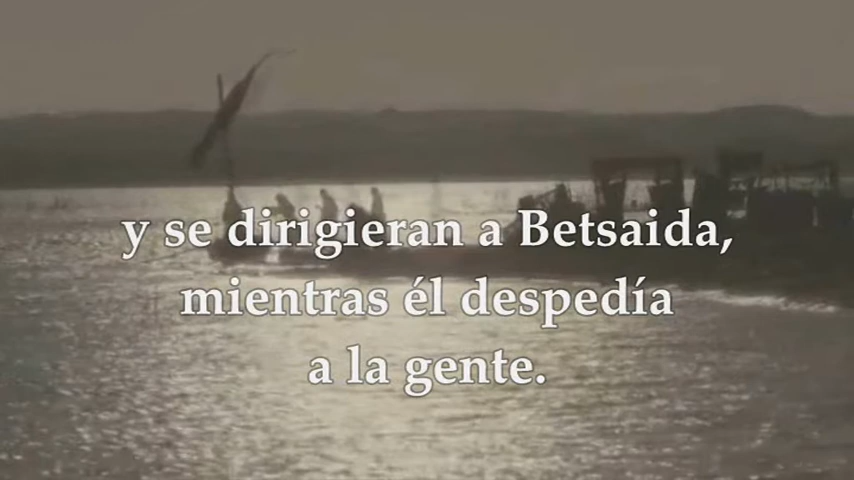 y se dirigieran a Betsaida,
mientras él despedía
a la gente.